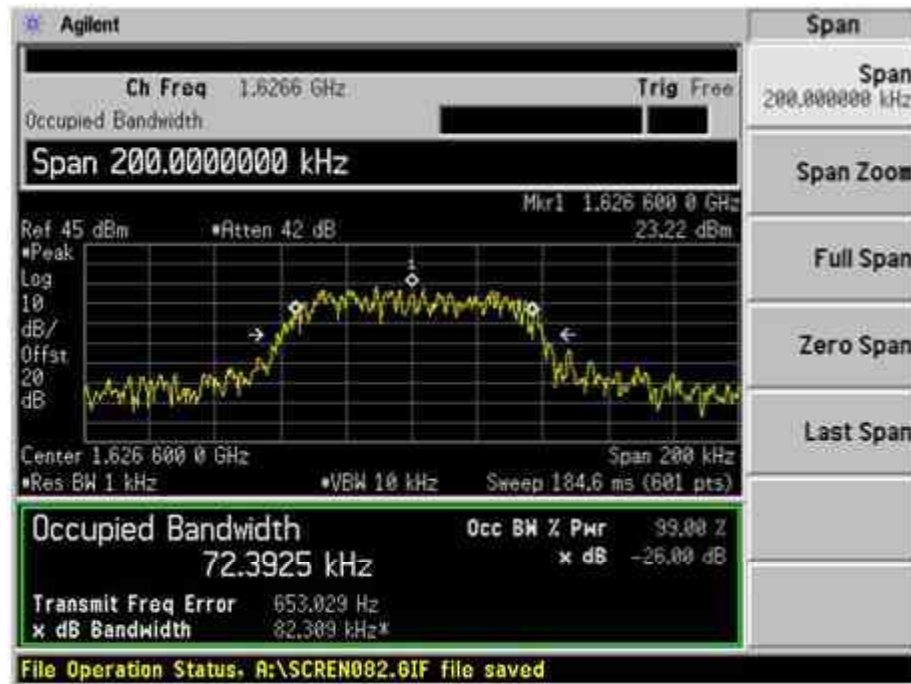 Agilent
Span
Ch Freq 1.6266 GHz
Trig Free
Occupied Bandwidth
Span
200.000000 kHz
Span 200.0000000 kHz
Span Zoom
Mkr1 1.626 600 0 GHz
Ref 45 dBm
*Atten 42 dB
23.22 dBm
*Peak
Log
10
dB/
Offst
20
dB
1
Full Span
Zero Span
Last Span
Center 1.626 600 0 GHz
Span 200 kHz
*Res BW 1 kHz
*VBW 10 kHz
Sweep 184.6 ms (601 pts)
Occupied Bandwidth
72.3925 kHz
Occ BW % Pwr 99.00 %
x dB -26.00 dB
Transmit Freq Error 653.029 Hz
x dB Bandwidth 82.309 kHz*
File Operation Status, A:\SCREN082.GIF file saved